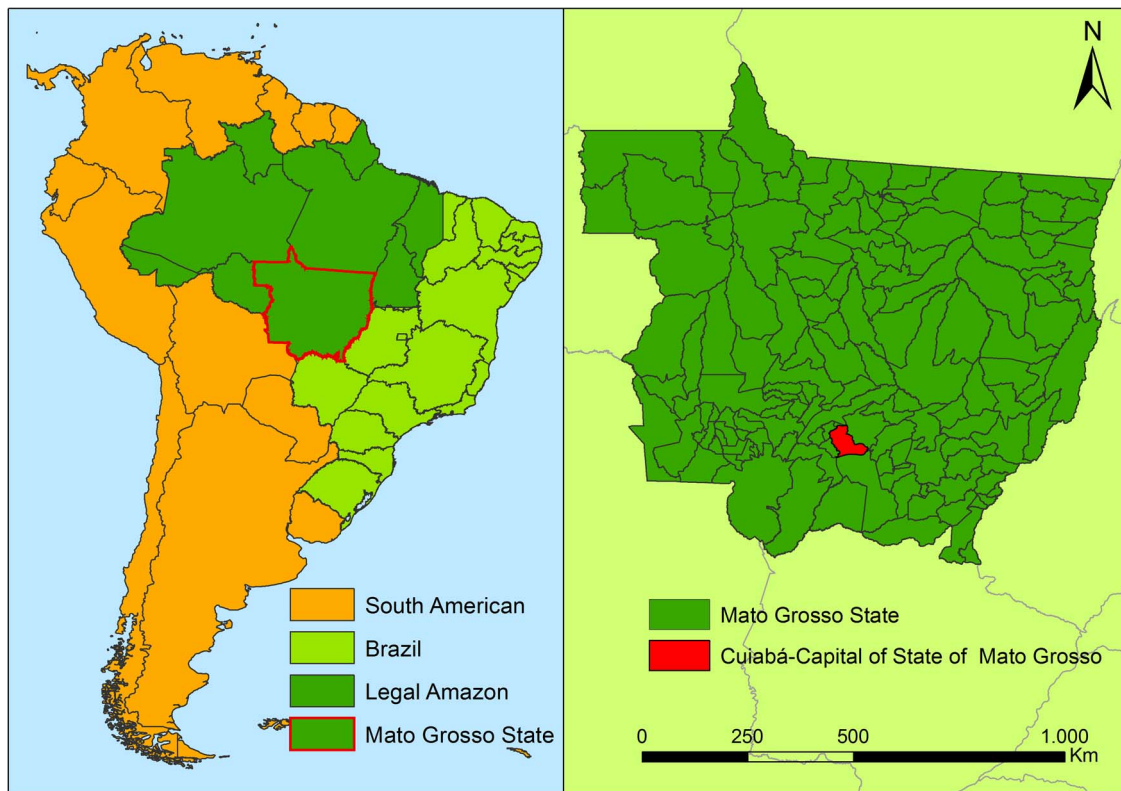 South American
Brazil
Legal Amazon
Mato Grosso State
N
Mato Grosso State
Cuiabá-Capital of State of Mato Grosso
0 250 500 1.000
Km